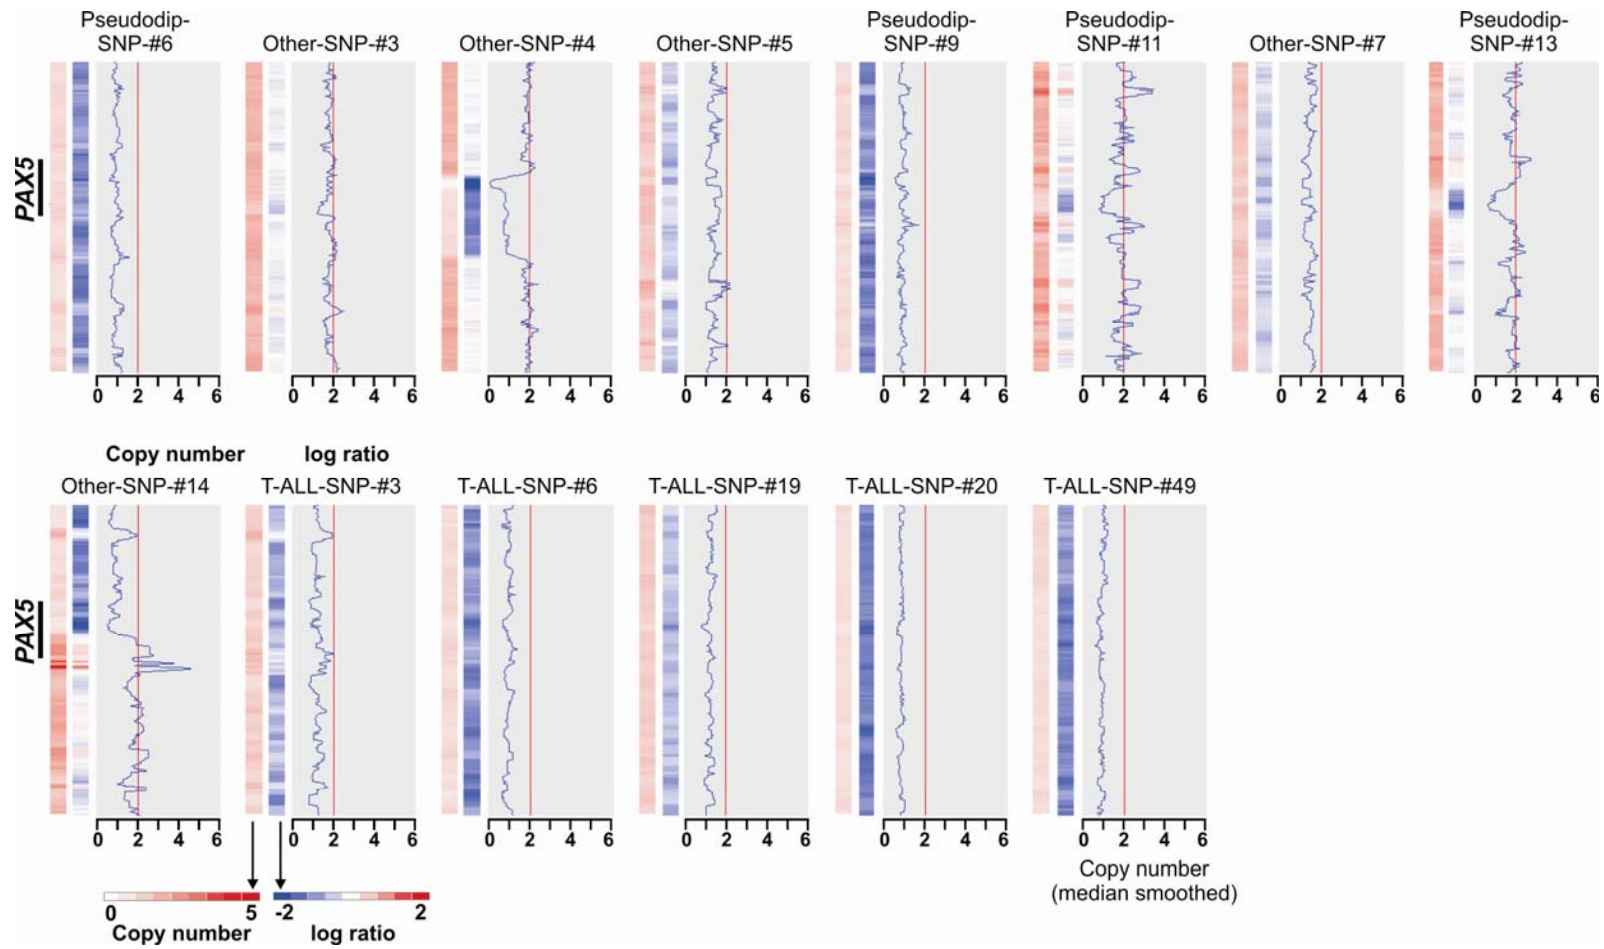 Pseudodip-
SNP-#6
Other-SNP-#3
Other-SNP-#4
Other-SNP-#5
Pseudodip-
SNP-#9
Pseudodip-
SNP-#11
Other-SNP-#7
Pseudodip-
SNP-#13
PAX5
0 2 4 6
0 2 4 6
0 2 4 6
0 2 4 6
0 2 4 6
0 2 4 6
0 2 4 6
0 2 4 6
Copy number
log ratio
Other-SNP-#14
T-ALL-SNP-#3
T-ALL-SNP-#6
T-ALL-SNP-#19
T-ALL-SNP-#20
T-ALL-SNP-#49
PAX5
0 2 4 6
0 2 4 6
0 2 4 6
0 2 4 6
0 2 4 6
0 2 4 6
Copy number
(median smoothed)
0 5
-2 2
Copy number
log ratio